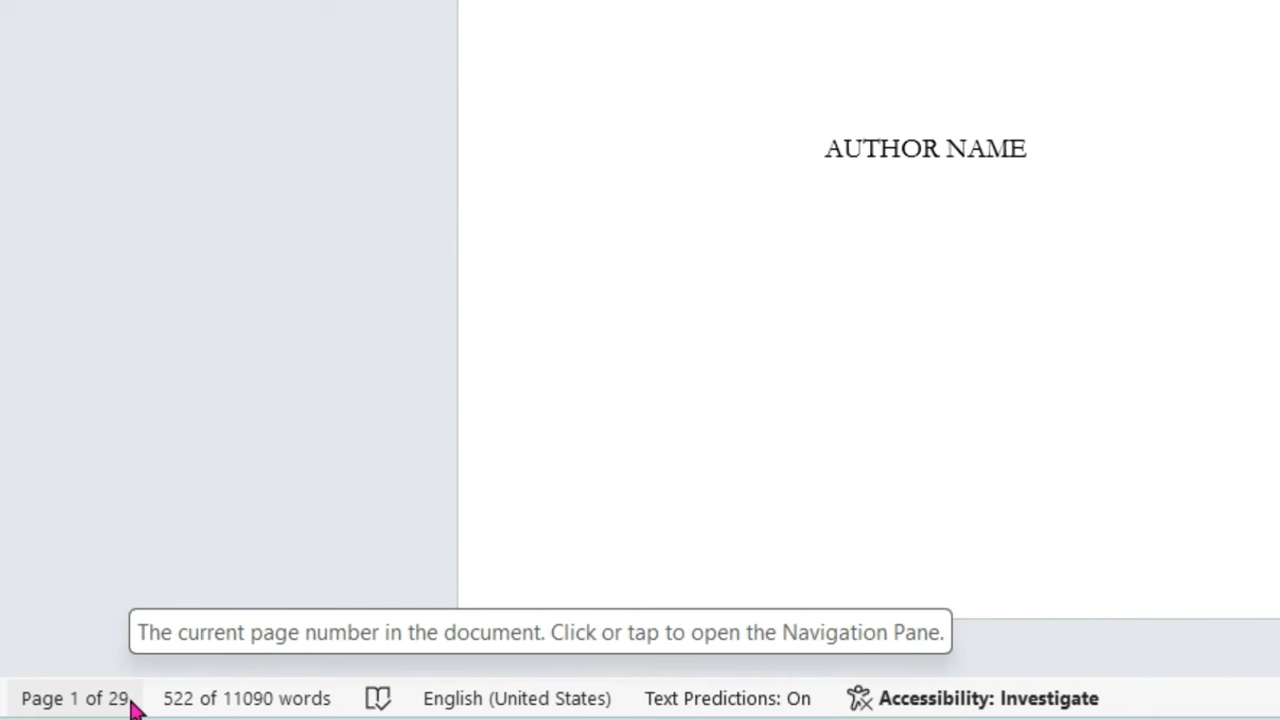 AUTHOR NAME
The current page number in the document. Click or tap to open the Navigation Pane.
Page 1 of 29 522 of 11090 words English (United States) Text Predictions: On Accessibility: Investigate